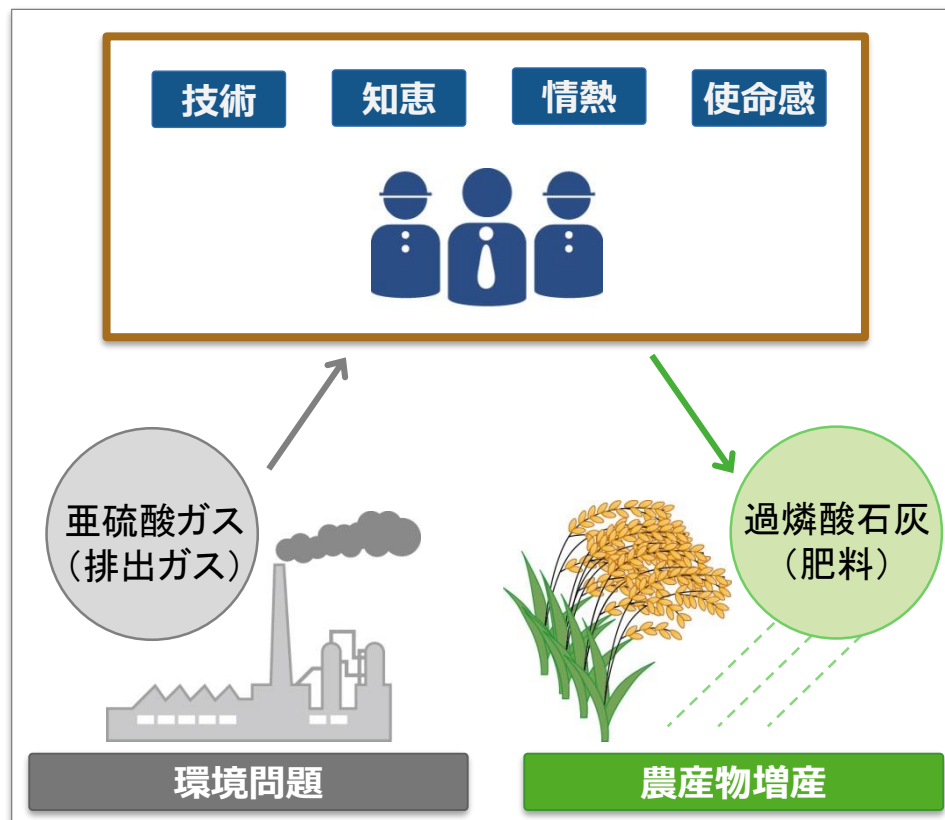 技術
知恵
情熱
使命感
亜硫酸ガス
(排出ガス)
過燐酸石灰
(肥料)
環境問題
農産物増産